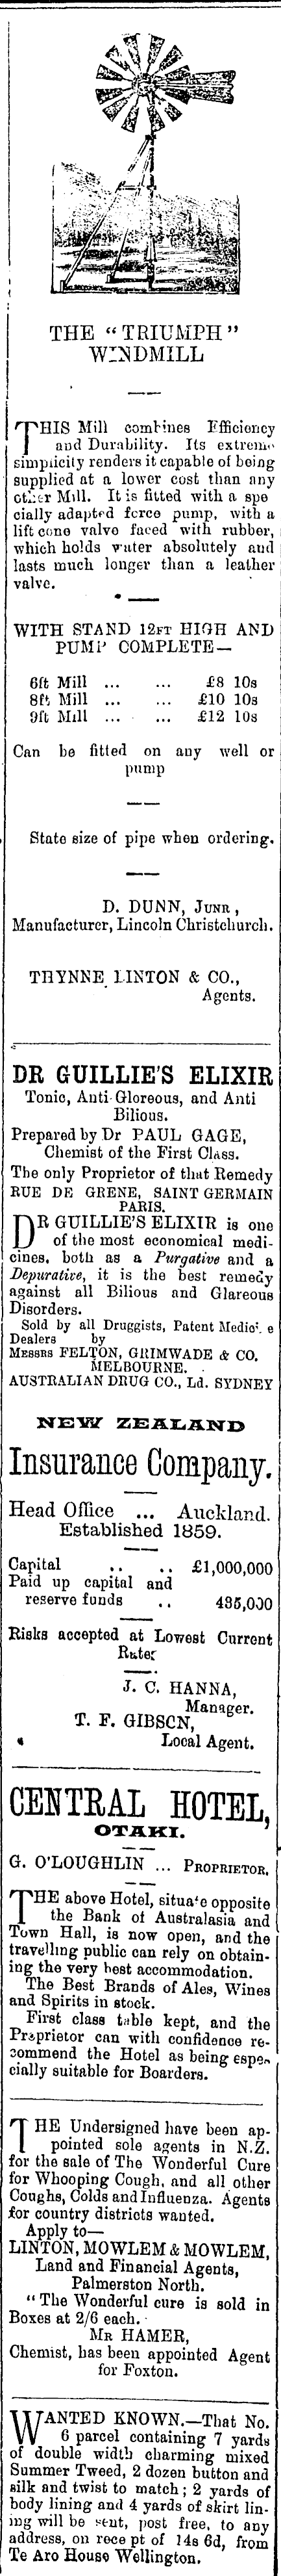 THE "TRIUMPH"
WINDMILL
THIS Mill combines Efficiency
and Durability. Its extreme
simplicity renders it capable of being
supplied at a lower cost than any
other Mill. It is fitted with a spe
cially adapted force pump, with a
lift cone valve faced with rubber,
which holds water absolutely and
lasts much longer than a leather
valve.
WITH STAND 12FT HIGH AND
PUMP COMPLETE—
6ft Mill ... ... £8 10s
8ft Mill ... ... £10 10s
9ft Mill ... ... £12 10s
Can be fitted on any well or
pump
State size of pipe when ordering.
D. DUNN, JUNR,
Manufacturer, Lincoln Christchurch.
THYNNE LINTON & CO.,
Agents.
DR GUILLIE'S ELIXIR
Tonic, Anti-Gloreous, and Anti
Bilious.
Prepared by Dr PAUL GAGE,
Chemist of the First Class.
The only Proprietor of that Remedy
RUE DE GRENE, SAINT GERMAIN
PARIS.
DR GUILLIE'S ELIXIR is one
of the most economical medi-
cines, both as a Purgative and a
Depurative, it is the best remedy
against all Bilious and Glareous
Disorders.
Sold by all Druggists, Patent Medic e
Dealers by
MESSRS FELTON, GRIMWADE & CO.
MELBOURNE.
AUSTRALIAN DRUG CO., Ld. SYDNEY
NEW ZEALAND
Insurance Company.
Head Office ... Auckland.
Established 1859.
Capital .. .. £1,000,000
Paid up capital and
reserve funds .. 435,000
Risks accepted at Lowest Current
Rates
J. C. HANNA,
Manager.
T. F. GIBSON,
Local Agent.
CENTRAL HOTEL,
OTAKI.
G. O'LOUGHLIN ... PROPRIETOR.
THE above Hotel, situate opposite
the Bank of Australasia and
Town Hall, is now open, and the
travelling public can rely on obtain-
ing the very best accommodation.
The Best Brands of Ales, Wines
and Spirits in stock.
First class table kept, and the
Proprietor can with confidence re-
commend the Hotel as being espe-
cially suitable for Boarders.
THE Undersigned have been ap-
pointed sole agents in N.Z.
for the sale of The Wonderful Cure
for Whooping Cough, and all other
Coughs, Colds and Influenza. Agents
for country districts wanted.
Apply to—
LINTON, MOWLEM & MOWLEM,
Land and Financial Agents,
Palmerston North.
"The Wonderful cure is sold in
Boxes at 2/6 each.
MR HAMER,
Chemist, has been appointed Agent
for Foxton.
WANTED KNOWN.—That No.
6 parcel containing 7 yards
of double width charming mixed
Summer Tweed, 2 dozen button and
silk and twist to match; 2 yards of
body lining and 4 yards of skirt lin-
ing will be sent, post free, to any
address, on receipt of 14s 6d, from
Te Aro House Wellington.